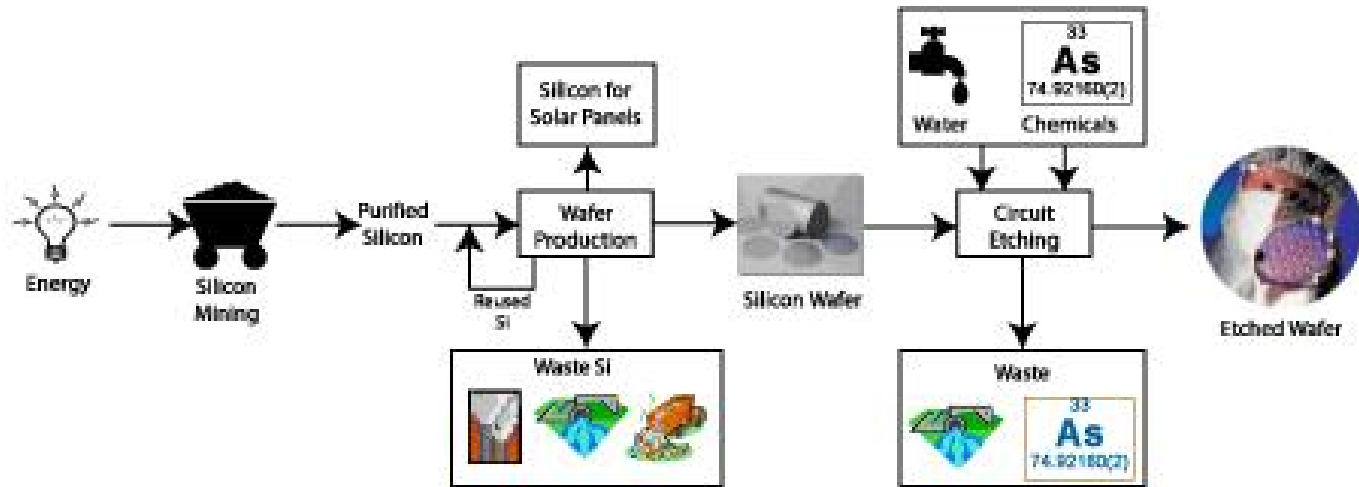 33
As
74.92160(2)
Water
Chemicals
Silicon for
Solar Panels
Energy
Silicon
Mining
Purified
Silicon
Reused
Si
Wafer
Production
Silicon Wafer
Circuit
Etching
Etched Wafer
Waste Si
Waste
33
As
74.92160(2)